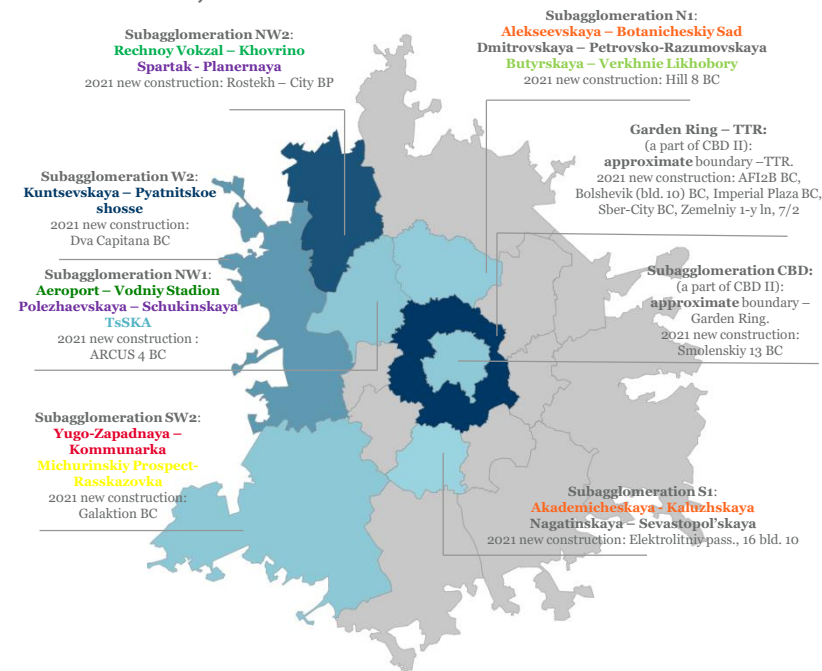 Subagglomeration NW2:
Rechnoy Vokzal – Khovrino
Spartak - Planernaya
2021 new construction: Rostekh – City BP
Subagglomeration N1:
Alekseevskaya – Botanicheskiy Sad
Dmitrovskaya – Petrovsko-Razumovskaya
Butyrskaya – Verkhnie Likhobory
2021 new construction: Hill 8 BC
Garden Ring – TTR:
(a part of CBD II):
approximate boundary –TTR.
2021 new construction: AFI2B BC,
Bolshevik (bld. 10) BC, Imperial Plaza BC,
Sber-City BC, Zemelniy 1-y ln, 7/2
Subagglomeration W2:
Kuntsevskaya – Pyatnitskoe
shosse
2021 new construction:
Dva Capitana BC
Subagglomeration NW1:
Aeroport – Vodniy Stadion
Polezhaevskaya – Schukinskaya
TsSKA
2021 new construction :
ARCUS 4 BC
Subagglomeration CBD:
(a part of CBD II):
approximate boundary –
Garden Ring.
2021 new construction:
Smolenskiy 13 BC
Subagglomeration SW2:
Yugo-Zapadnaya –
Kommunarka
Michurinskiy Prospect-
Rasskazovka
2021 new construction:
Galaktion BC
Subagglomeration S1:
Akademicheskaya - Kaluzhskaya
Nagatinskaya – Sevastopol'skaya
2021 new construction: Elektrolitniy pass., 16 bld. 10